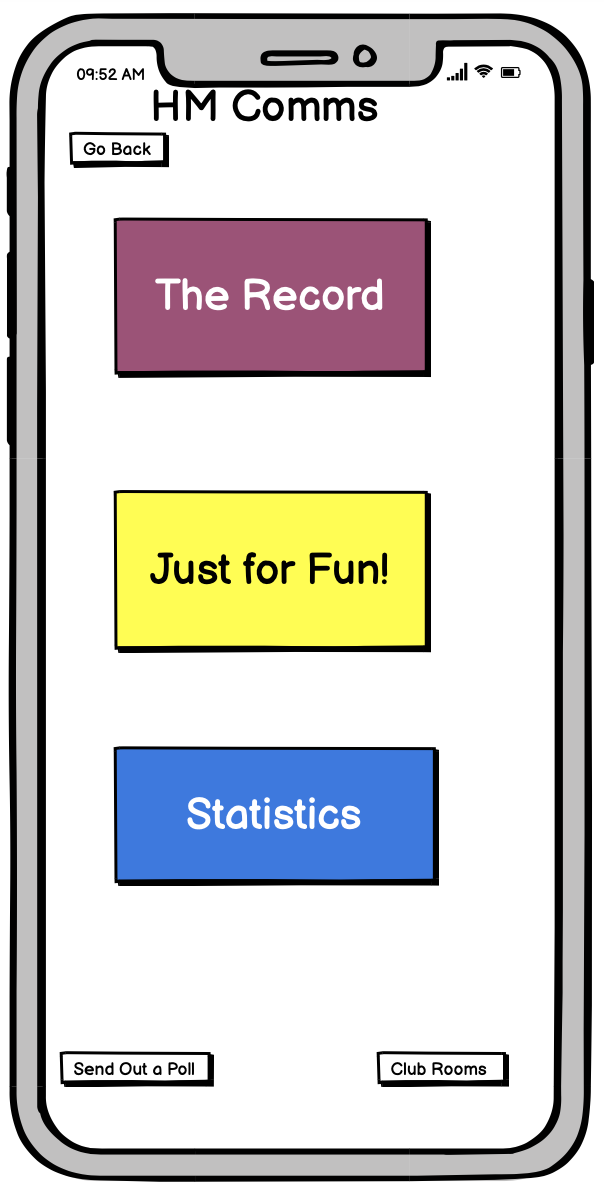 09:52 AM
HM Comms
Go Back
The Record
Just for Fun!
Statistics
Send Out a Poll
Club Rooms